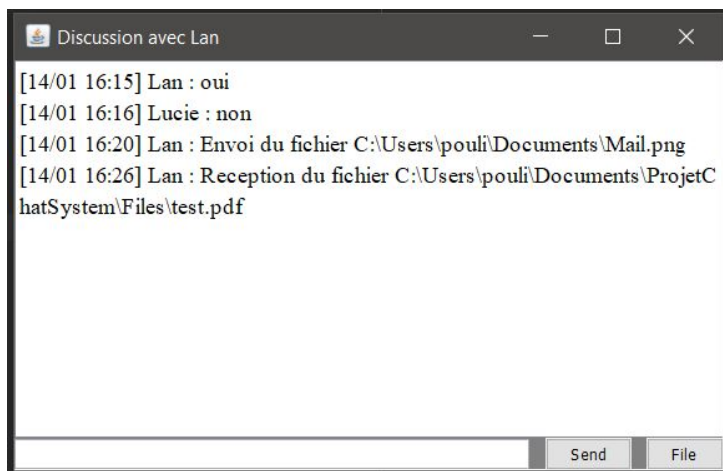 Discussion avec Lan
[14/01 16:15] Lan : oui
[14/01 16:16] Lucie : non
[14/01 16:20] Lan : Envoi du fichier C:\Users\pouli\Documents\Mail.png
[14/01 16:26] Lan : Reception du fichier C:\Users\pouli\Documents\ProjetC
hatSystem\Files\test.pdf
Send File